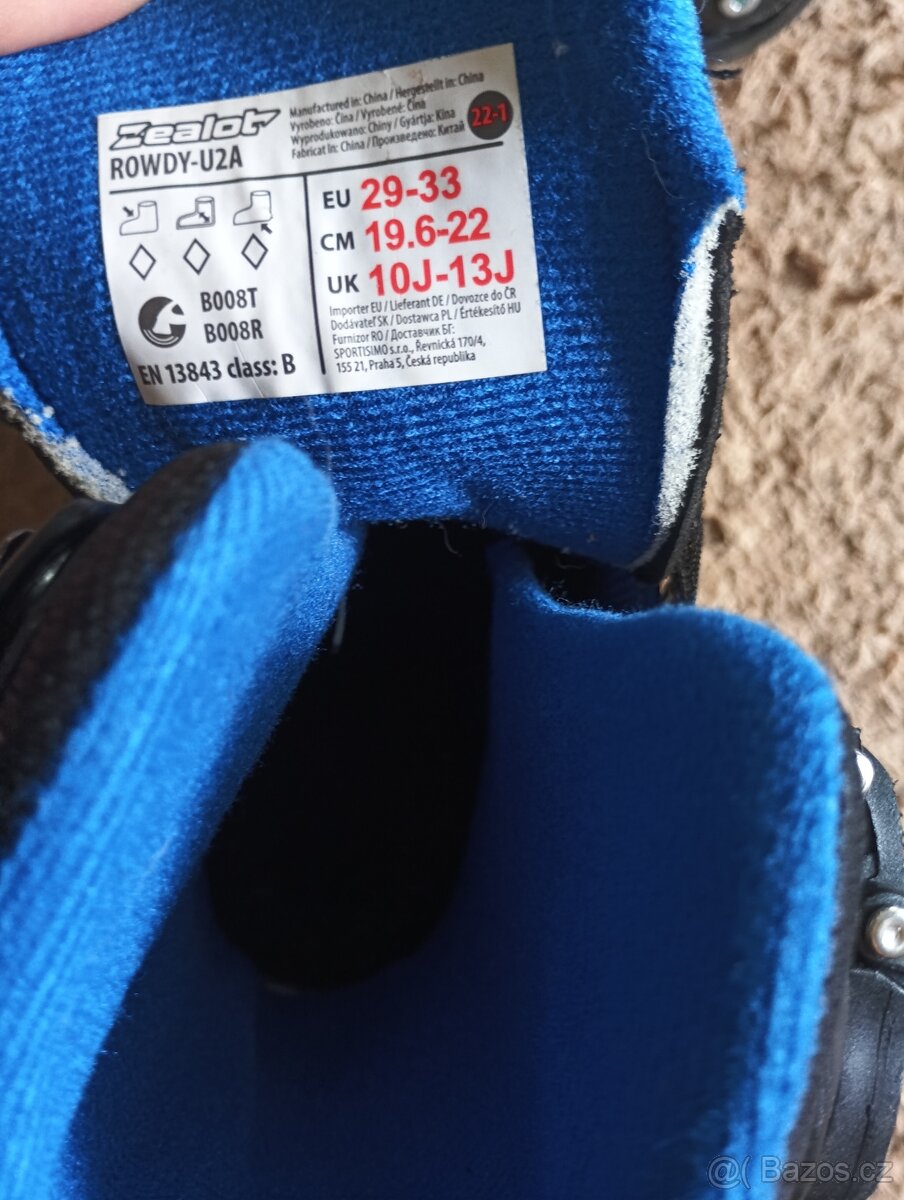 Zealot
ROWDY-U2A
Manufactured in: China / Hergestellt in: China
Vyrobeno: Čína / Vyrobené: Čína
Wyprodukowano: Chiny / Gyártja: Kína
Fabricat în: China / Произведено: Китай
22-1
EU 29-33
CM 19.6-22
UK 10J-13J
B008T
B008R
EN 13843 class: B
Importer EU / Lieferant DE / Dovozce do ČR
Dodávateľ SK / Dostawca PL / Értékesítő HU
Furnizor RO / Доставчик БГ:
SPORTISIMO s.r.o., Řevnická 170/4,
155 21, Praha 5, Česká republika
@( Bazos.cz